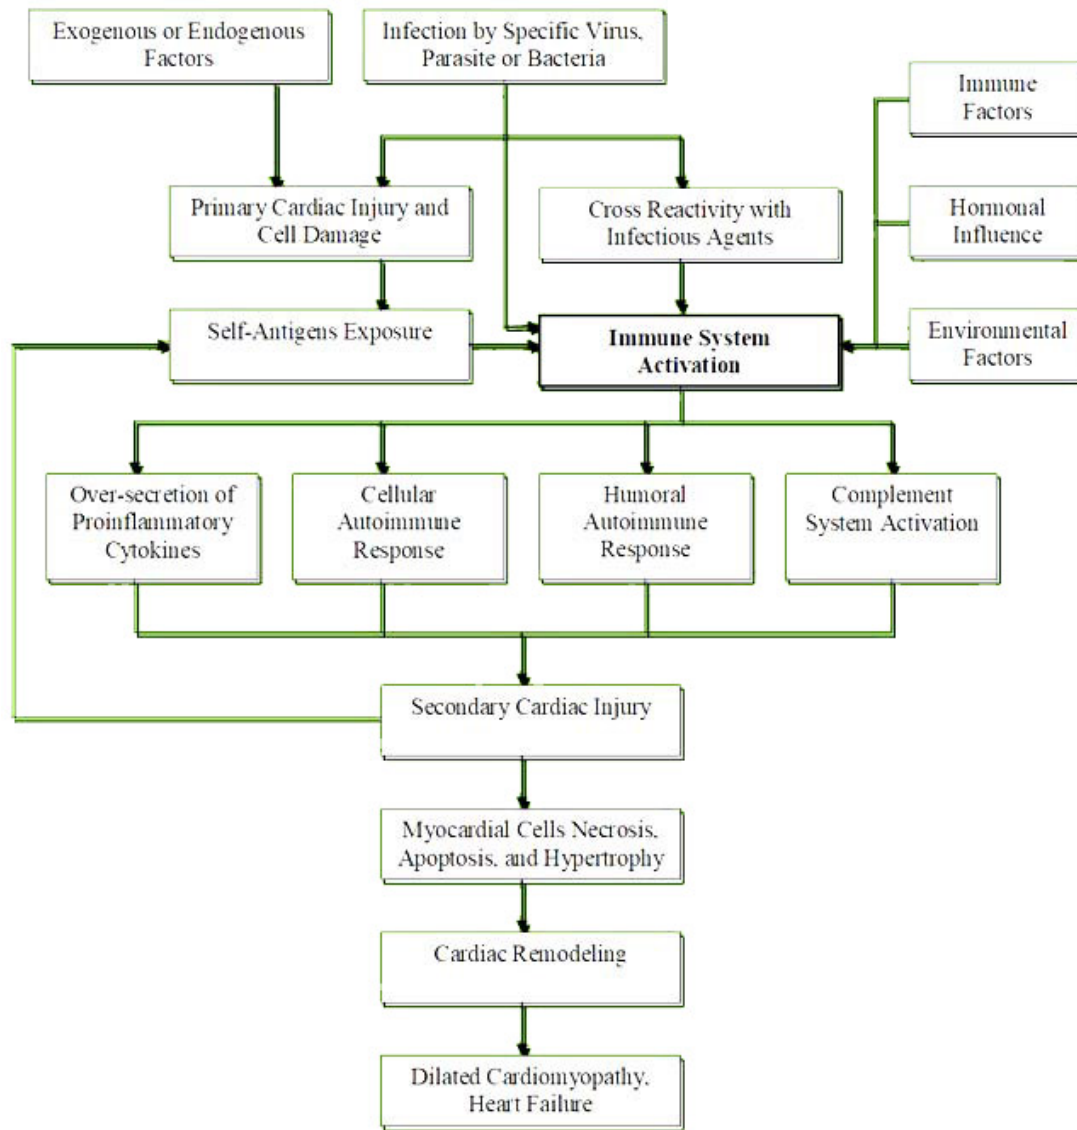 Exogenous or Endogenous
Factors
Infection by Specific Virus,
Parasite or Bacteria
Immune
Factors
Primary Cardiac Injury and
Cell Damage
Cross Reactivity with
Infectious Agents
Hormonal
Influence
Self-Antigens Exposure
Immune System
Activation
Environmental
Factors
Over-secretion of
Proinflammatory
Cytokines
Cellular
Autoimmune
Response
Humoral
Autoimmune
Response
Complement
System Activation
Secondary Cardiac Injury
Myocardial Cells Necrosis,
Apoptosis, and Hypertrophy
Cardiac Remodeling
Dilated Cardiomyopathy,
Heart Failure